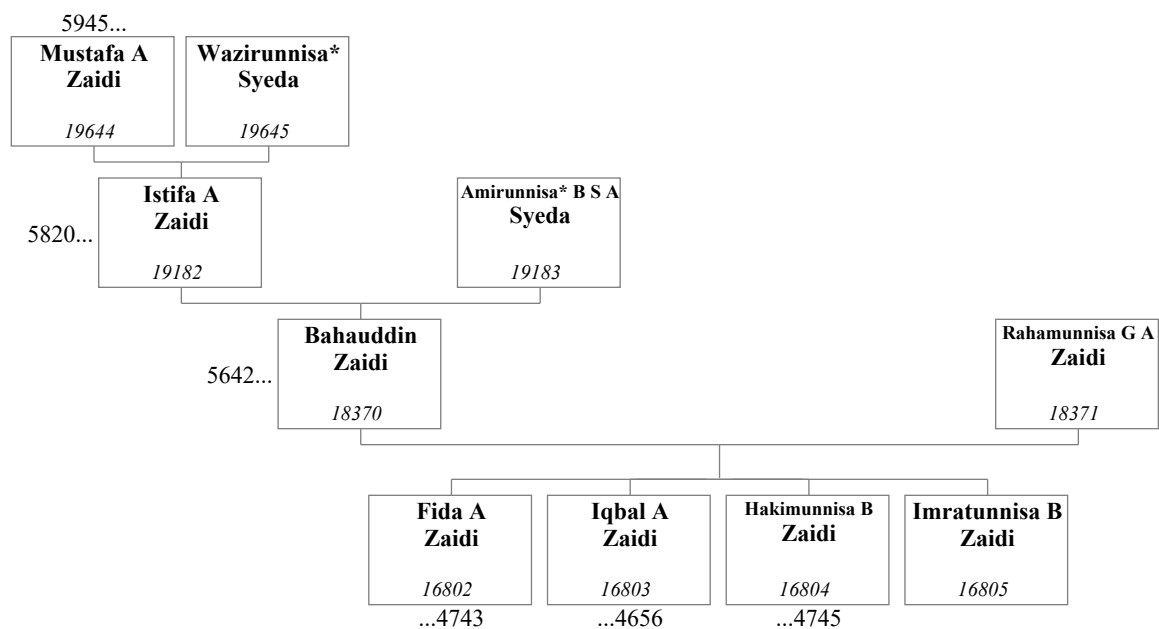 5945...
Mustafa A
Zaidi
19644
Wazirunnisa*
Syeda
19645
5820...
Istifa A
Zaidi
19182
Amirunnisa* B S A
Syeda
19183
5642...
Bahauddin
Zaidi
18370
Rahamunnisa G A
Zaidi
18371
Fida A
Zaidi
16802
...4743
Iqbal A
Zaidi
16803
...4656
Hakimunnisa B
Zaidi
16804
...4745
Imratunnisa B
Zaidi
16805